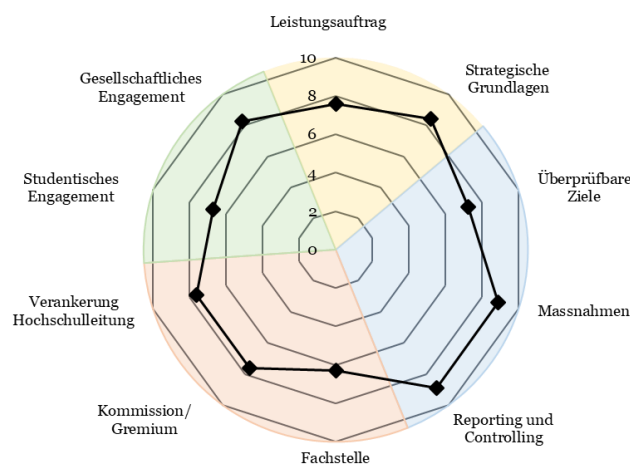 Leistungsauftrag
Strategische
Grundlagen
Überprüfbare
Ziele
Massnahmen
Reporting und
Controlling
Fachstelle
Kommission/
Gremium
Verankerung
Hochschulleitung
Studentisches
Engagement
Gesellschaftliches
Engagement
10
8
6
4
2
0